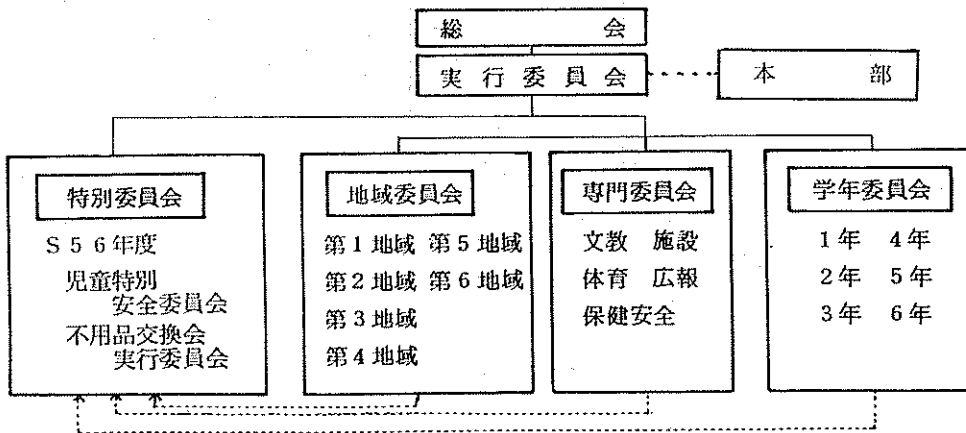 総会
実行委員会
本部
特別委員会
S56年度
児童特別
安全委員会
不用品交換会
実行委員会
地域委員会
第1地域 第5地域
第2地域 第6地域
第3地域
第4地域
専門委員会
文教 施設
体育 広報
保健安全
学年委員会
1年 4年
2年 5年
3年 6年